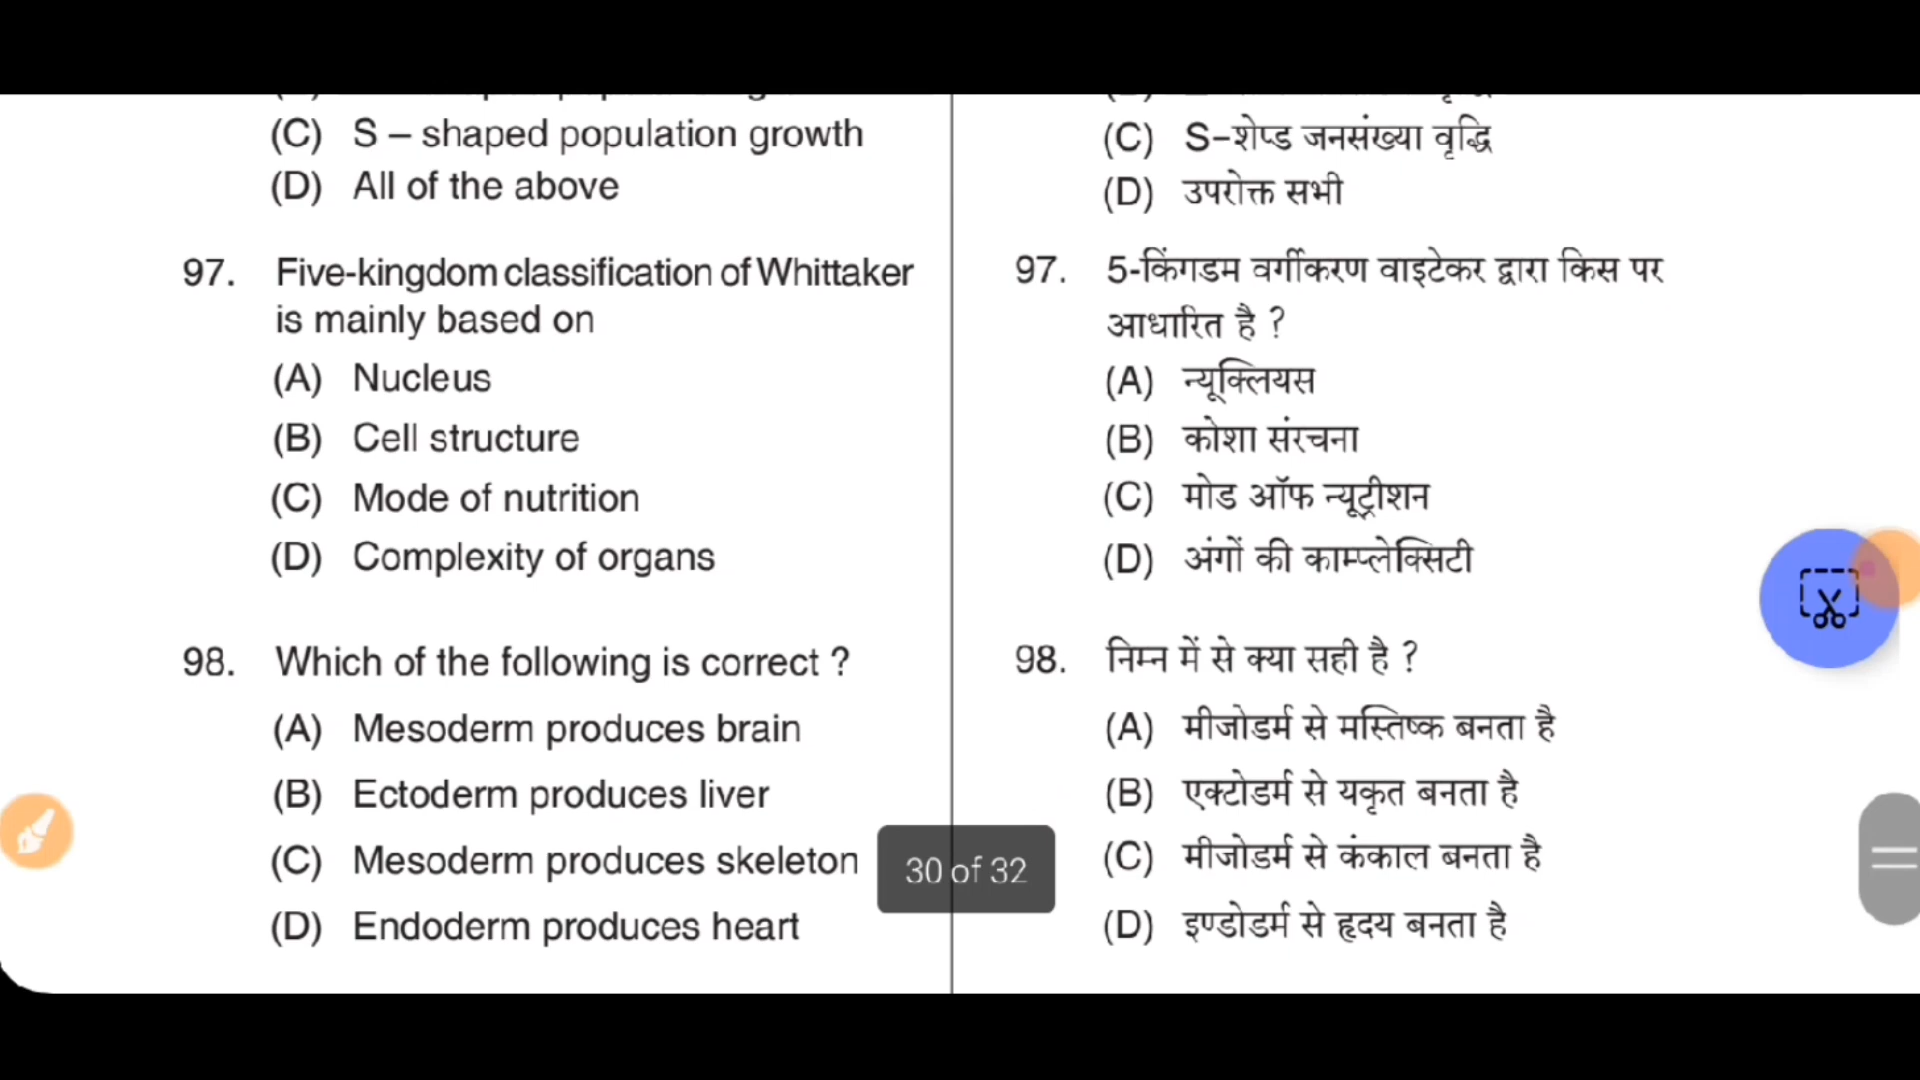 (C) S – shaped population growth
(D) All of the above
97. Five-kingdom classification of Whittaker
is mainly based on
(A) Nucleus
(B) Cell structure
(C) Mode of nutrition
(D) Complexity of organs
98. Which of the following is correct ?
(A) Mesoderm produces brain
(B) Ectoderm produces liver
(C) Mesoderm produces skeleton
(D) Endoderm produces heart
(C) S–शेप्ड जनसंख्या वृद्धि
(D) उपरोक्त सभी
97. 5-किंगडम वर्गीकरण वाइटेकर द्वारा किस पर
आधारित है ?
(A) न्यूक्लियस
(B) कोशा संरचना
(C) मोड ऑफ न्यूट्रीशन
(D) अंगों की काम्प्लेक्सिटी
98. निम्न में से क्या सही है ?
(A) मीजोडर्म से मस्तिष्क बनता है
(B) एक्टोडर्म से यकृत बनता है
(C) मीजोडर्म से कंकाल बनता है
(D) इण्डोडर्म से हृदय बनता है
30 of 32